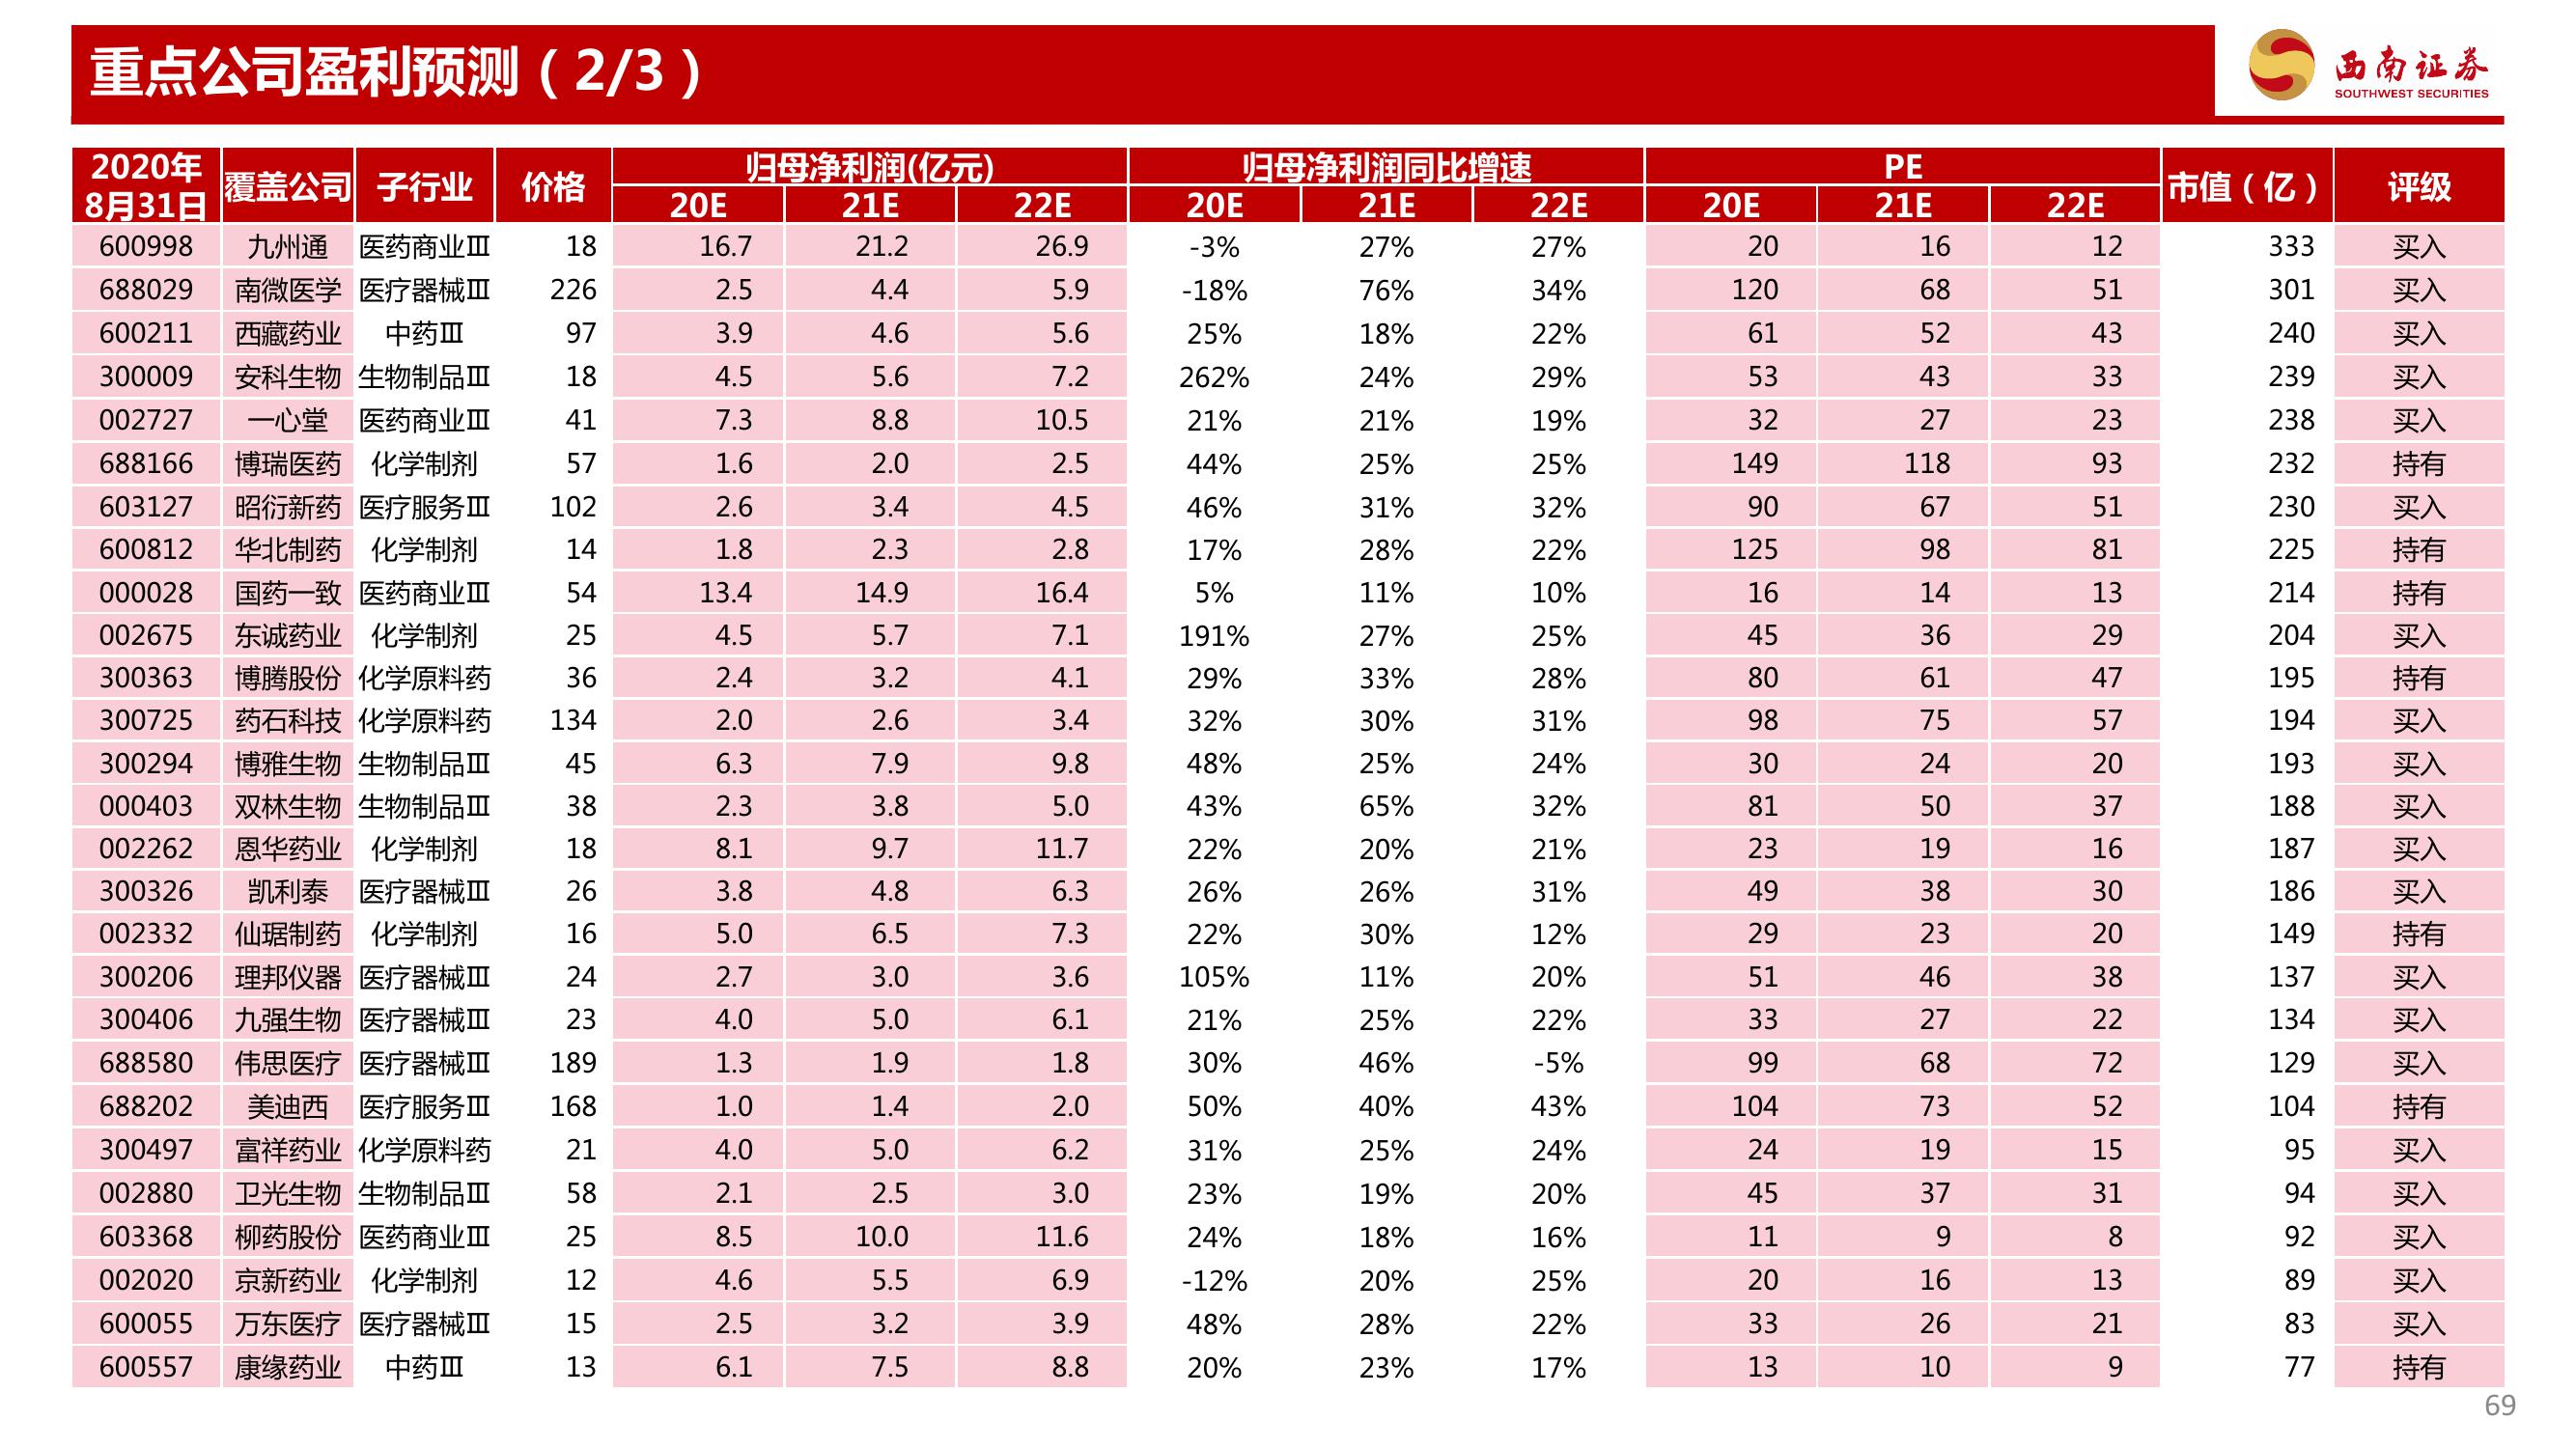 重点公司盈利预测（2/3）
西南证券
SOUTHWEST SECURITIES
2020年8月31日 覆盖公司 子行业 价格 归母净利润(亿元) 归母净利润同比增速 PE 市值（亿） 评级
20E 21E 22E 20E 21E 22E 20E 21E 22E
600998 九州通 医药商业Ⅲ 18 16.7 21.2 26.9 -3% 27% 27% 20 16 12 333 买入
688029 南微医学 医疗器械Ⅲ 226 2.5 4.4 5.9 -18% 76% 34% 120 68 51 301 买入
600211 西藏药业 中药Ⅲ 97 3.9 4.6 5.6 25% 18% 22% 61 52 43 240 买入
300009 安科生物 生物制品Ⅲ 18 4.5 5.6 7.2 262% 24% 29% 53 43 33 239 买入
002727 一心堂 医药商业Ⅲ 41 7.3 8.8 10.5 21% 21% 19% 32 27 23 238 买入
688166 博瑞医药 化学制剂 57 1.6 2.0 2.5 44% 25% 25% 149 118 93 232 持有
603127 昭衍新药 医疗服务Ⅲ 102 2.6 3.4 4.5 46% 31% 32% 90 67 51 230 买入
600812 华北制药 化学制剂 14 1.8 2.3 2.8 17% 28% 22% 125 98 81 225 持有
000028 国药一致 医药商业Ⅲ 54 13.4 14.9 16.4 5% 11% 10% 16 14 13 214 持有
002675 东诚药业 化学制剂 25 4.5 5.7 7.1 191% 27% 25% 45 36 29 204 买入
300363 博腾股份 化学原料药 36 2.4 3.2 4.1 29% 33% 28% 80 61 47 195 持有
300725 药石科技 化学原料药 134 2.0 2.6 3.4 32% 30% 31% 98 75 57 194 买入
300294 博雅生物 生物制品Ⅲ 45 6.3 7.9 9.8 48% 25% 24% 30 24 20 193 买入
000403 双林生物 生物制品Ⅲ 38 2.3 3.8 5.0 43% 65% 32% 81 50 37 188 买入
002262 恩华药业 化学制剂 18 8.1 9.7 11.7 22% 20% 21% 23 19 16 187 买入
300326 凯利泰 医疗器械Ⅲ 26 3.8 4.8 6.3 26% 26% 31% 49 38 30 186 买入
002332 仙琚制药 化学制剂 16 5.0 6.5 7.3 22% 30% 12% 29 23 20 149 持有
300206 理邦仪器 医疗器械Ⅲ 24 2.7 3.0 3.6 105% 11% 20% 51 46 38 137 买入
300406 九强生物 医疗器械Ⅲ 23 4.0 5.0 6.1 21% 25% 22% 33 27 22 134 买入
688580 伟思医疗 医疗器械Ⅲ 189 1.3 1.9 1.8 30% 46% -5% 99 68 72 129 买入
688202 美迪西 医疗服务Ⅲ 168 1.0 1.4 2.0 50% 40% 43% 104 73 52 104 持有
300497 富祥药业 化学原料药 21 4.0 5.0 6.2 31% 25% 24% 24 19 15 95 买入
002880 卫光生物 生物制品Ⅲ 58 2.1 2.5 3.0 23% 19% 20% 45 37 31 94 买入
603368 柳药股份 医药商业Ⅲ 25 8.5 10.0 11.6 24% 18% 16% 11 9 8 92 买入
002020 京新药业 化学制剂 12 4.6 5.5 6.9 -12% 20% 25% 20 16 13 89 买入
600055 万东医疗 医疗器械Ⅲ 15 2.5 3.2 3.9 48% 28% 22% 33 26 21 83 买入
600557 康缘药业 中药Ⅲ 13 6.1 7.5 8.8 20% 23% 17% 13 10 9 77 持有
69